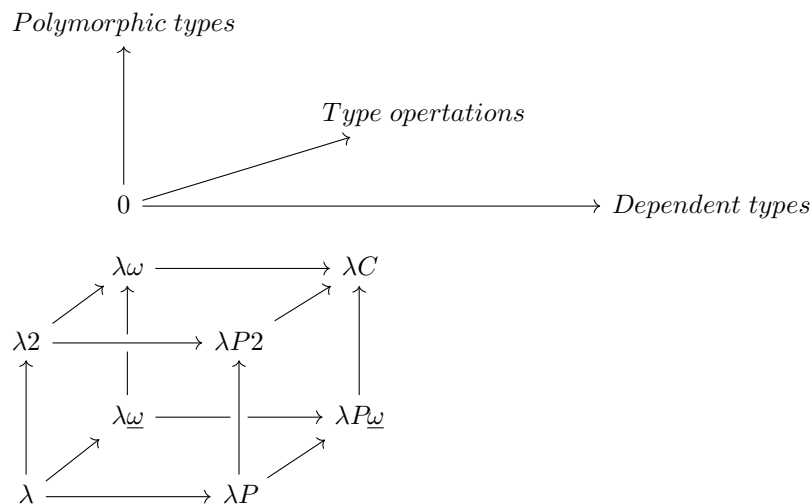 Polymorphic types
Type opertations
0
Dependent types
λω
λC
λ2
λP2
λω̲
λPω̲
λ
λP